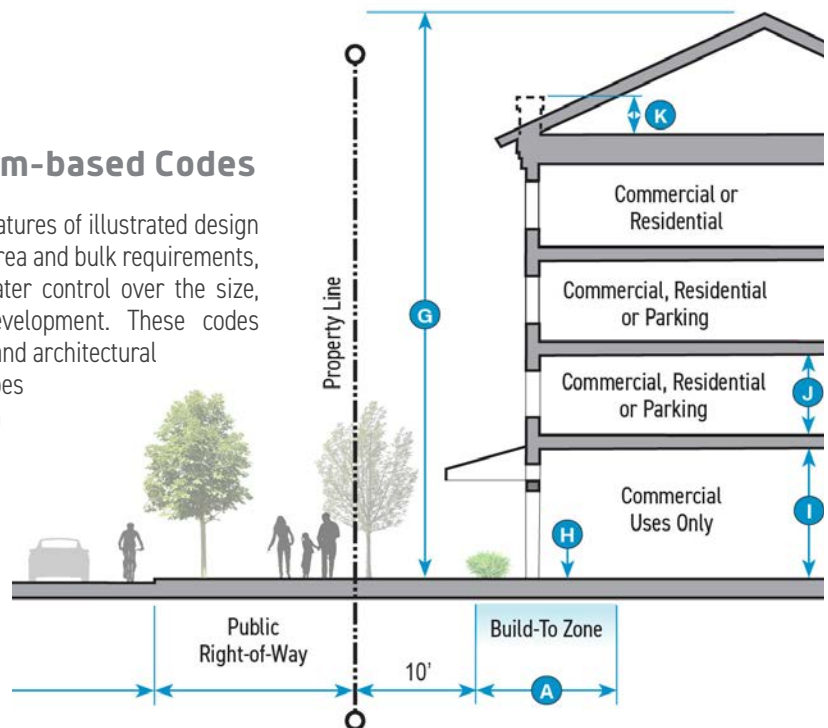 m-based Codes
atures of illustrated design
rea and bulk requirements,
ater control over the size,
evelopment. These codes
and architectural
pes
Property Line
G
K
Commercial or
Residential
Commercial, Residential
or Parking
Commercial, Residential
or Parking
J
Commercial
Uses Only
H
I
Public
Right-of-Way
10'
Build-To Zone
A